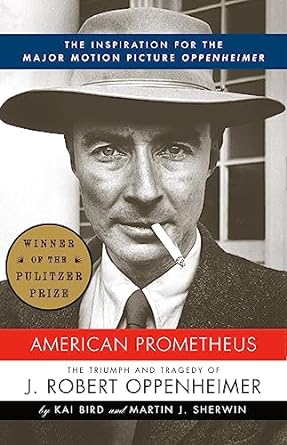 THE INSPIRATION FOR THE
MAJOR MOTION PICTURE OPPENHEIMER
WINNER
OF THE
PULITZER
PRIZE
AMERICAN PROMETHEUS
THE TRIUMPH AND TRAGEDY OF
J. ROBERT OPPENHEIMER
by KAI BIRD and MARTIN J. SHERWIN